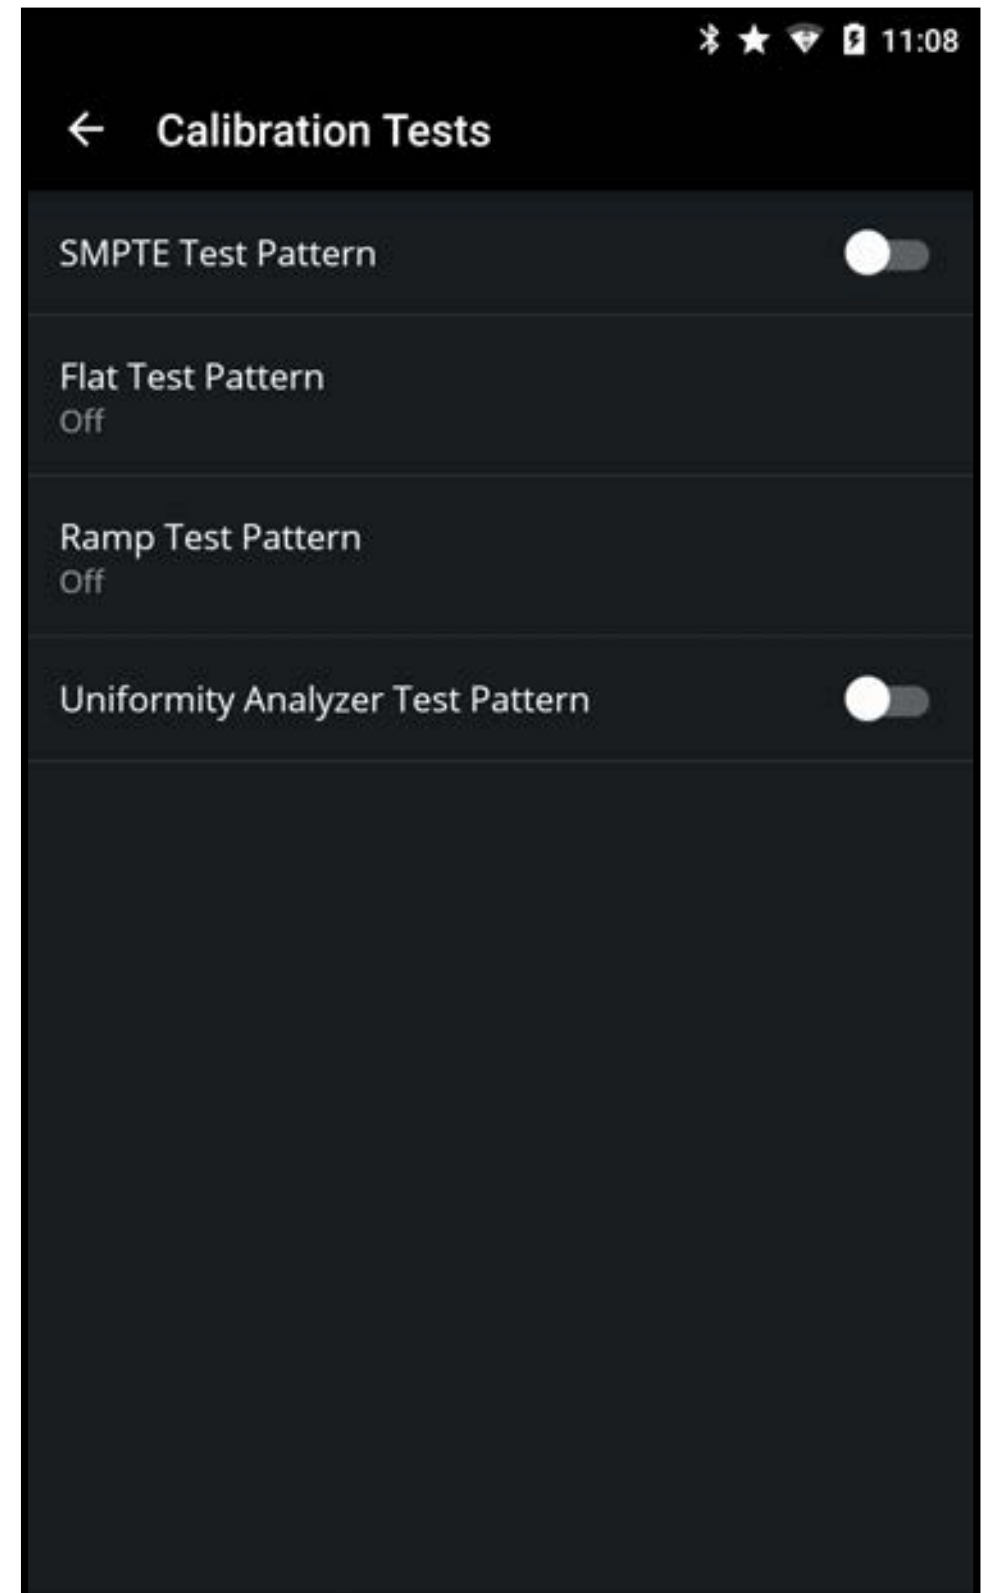 11:08
Calibration Tests
SMPTE Test Pattern
Flat Test Pattern
Off
Ramp Test Pattern
Off
Uniformity Analyzer Test Pattern